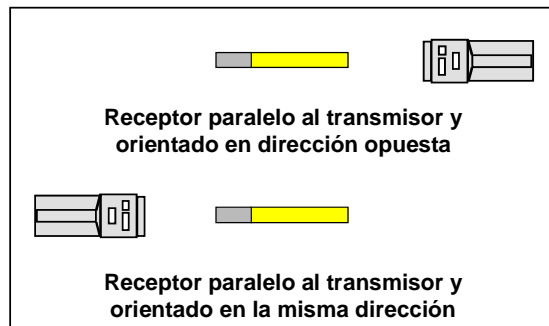 Receptor paralelo al transmisor y
orientado en dirección opuesta
Receptor paralelo al transmisor y
orientado en la misma dirección